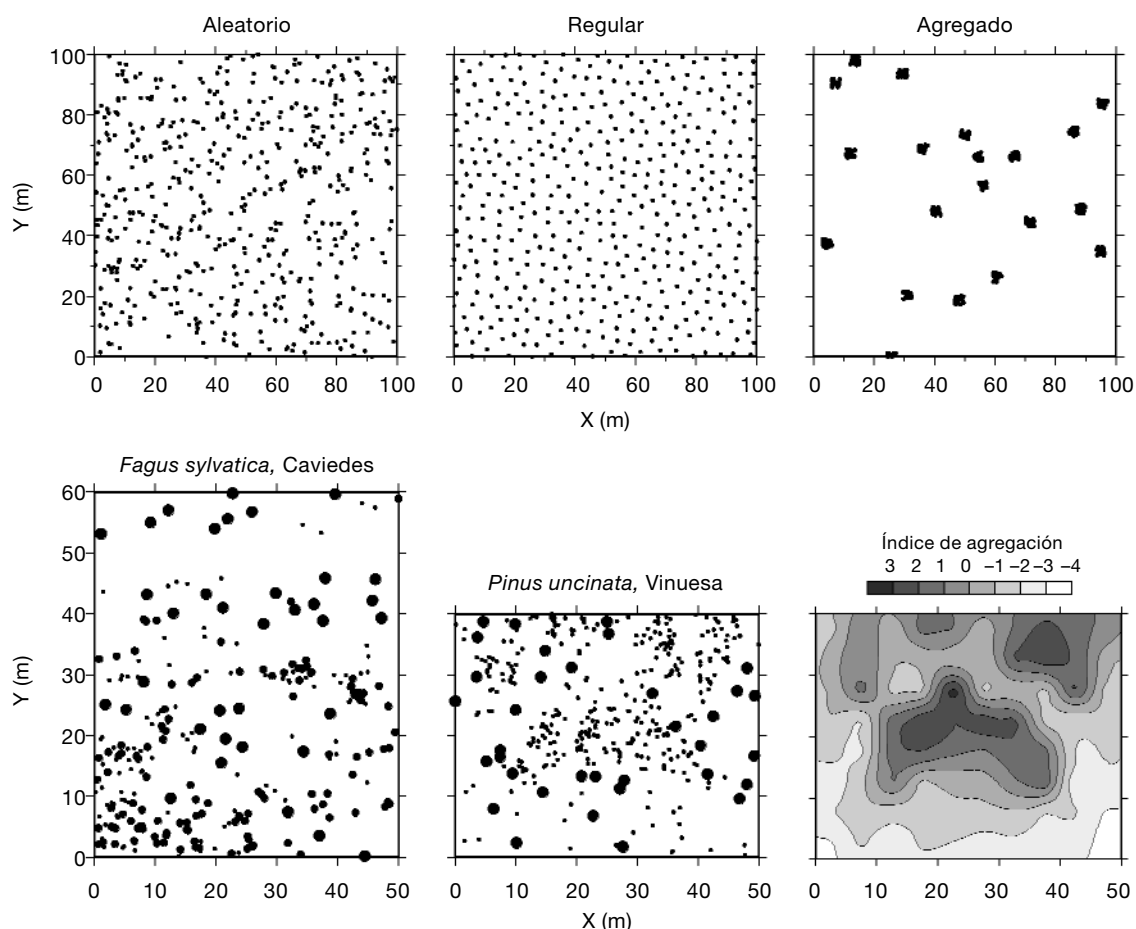 Aleatorio
Regular
Agregado
Y (m)
100
80
60
40
20
0
0 20 40 60 80 100
0 20 40 60 80 100
0 20 40 60 80 100
X (m)
Fagus sylvatica, Caviedes
Y (m)
60
50
40
30
20
10
0
0 10 20 30 40 50
Pinus uncinata, Vinuesa
0 10 20 30 40 50
X (m)
Índice de agregación
3 2 1 0 −1 −2 −3 −4
0 10 20 30 40 50